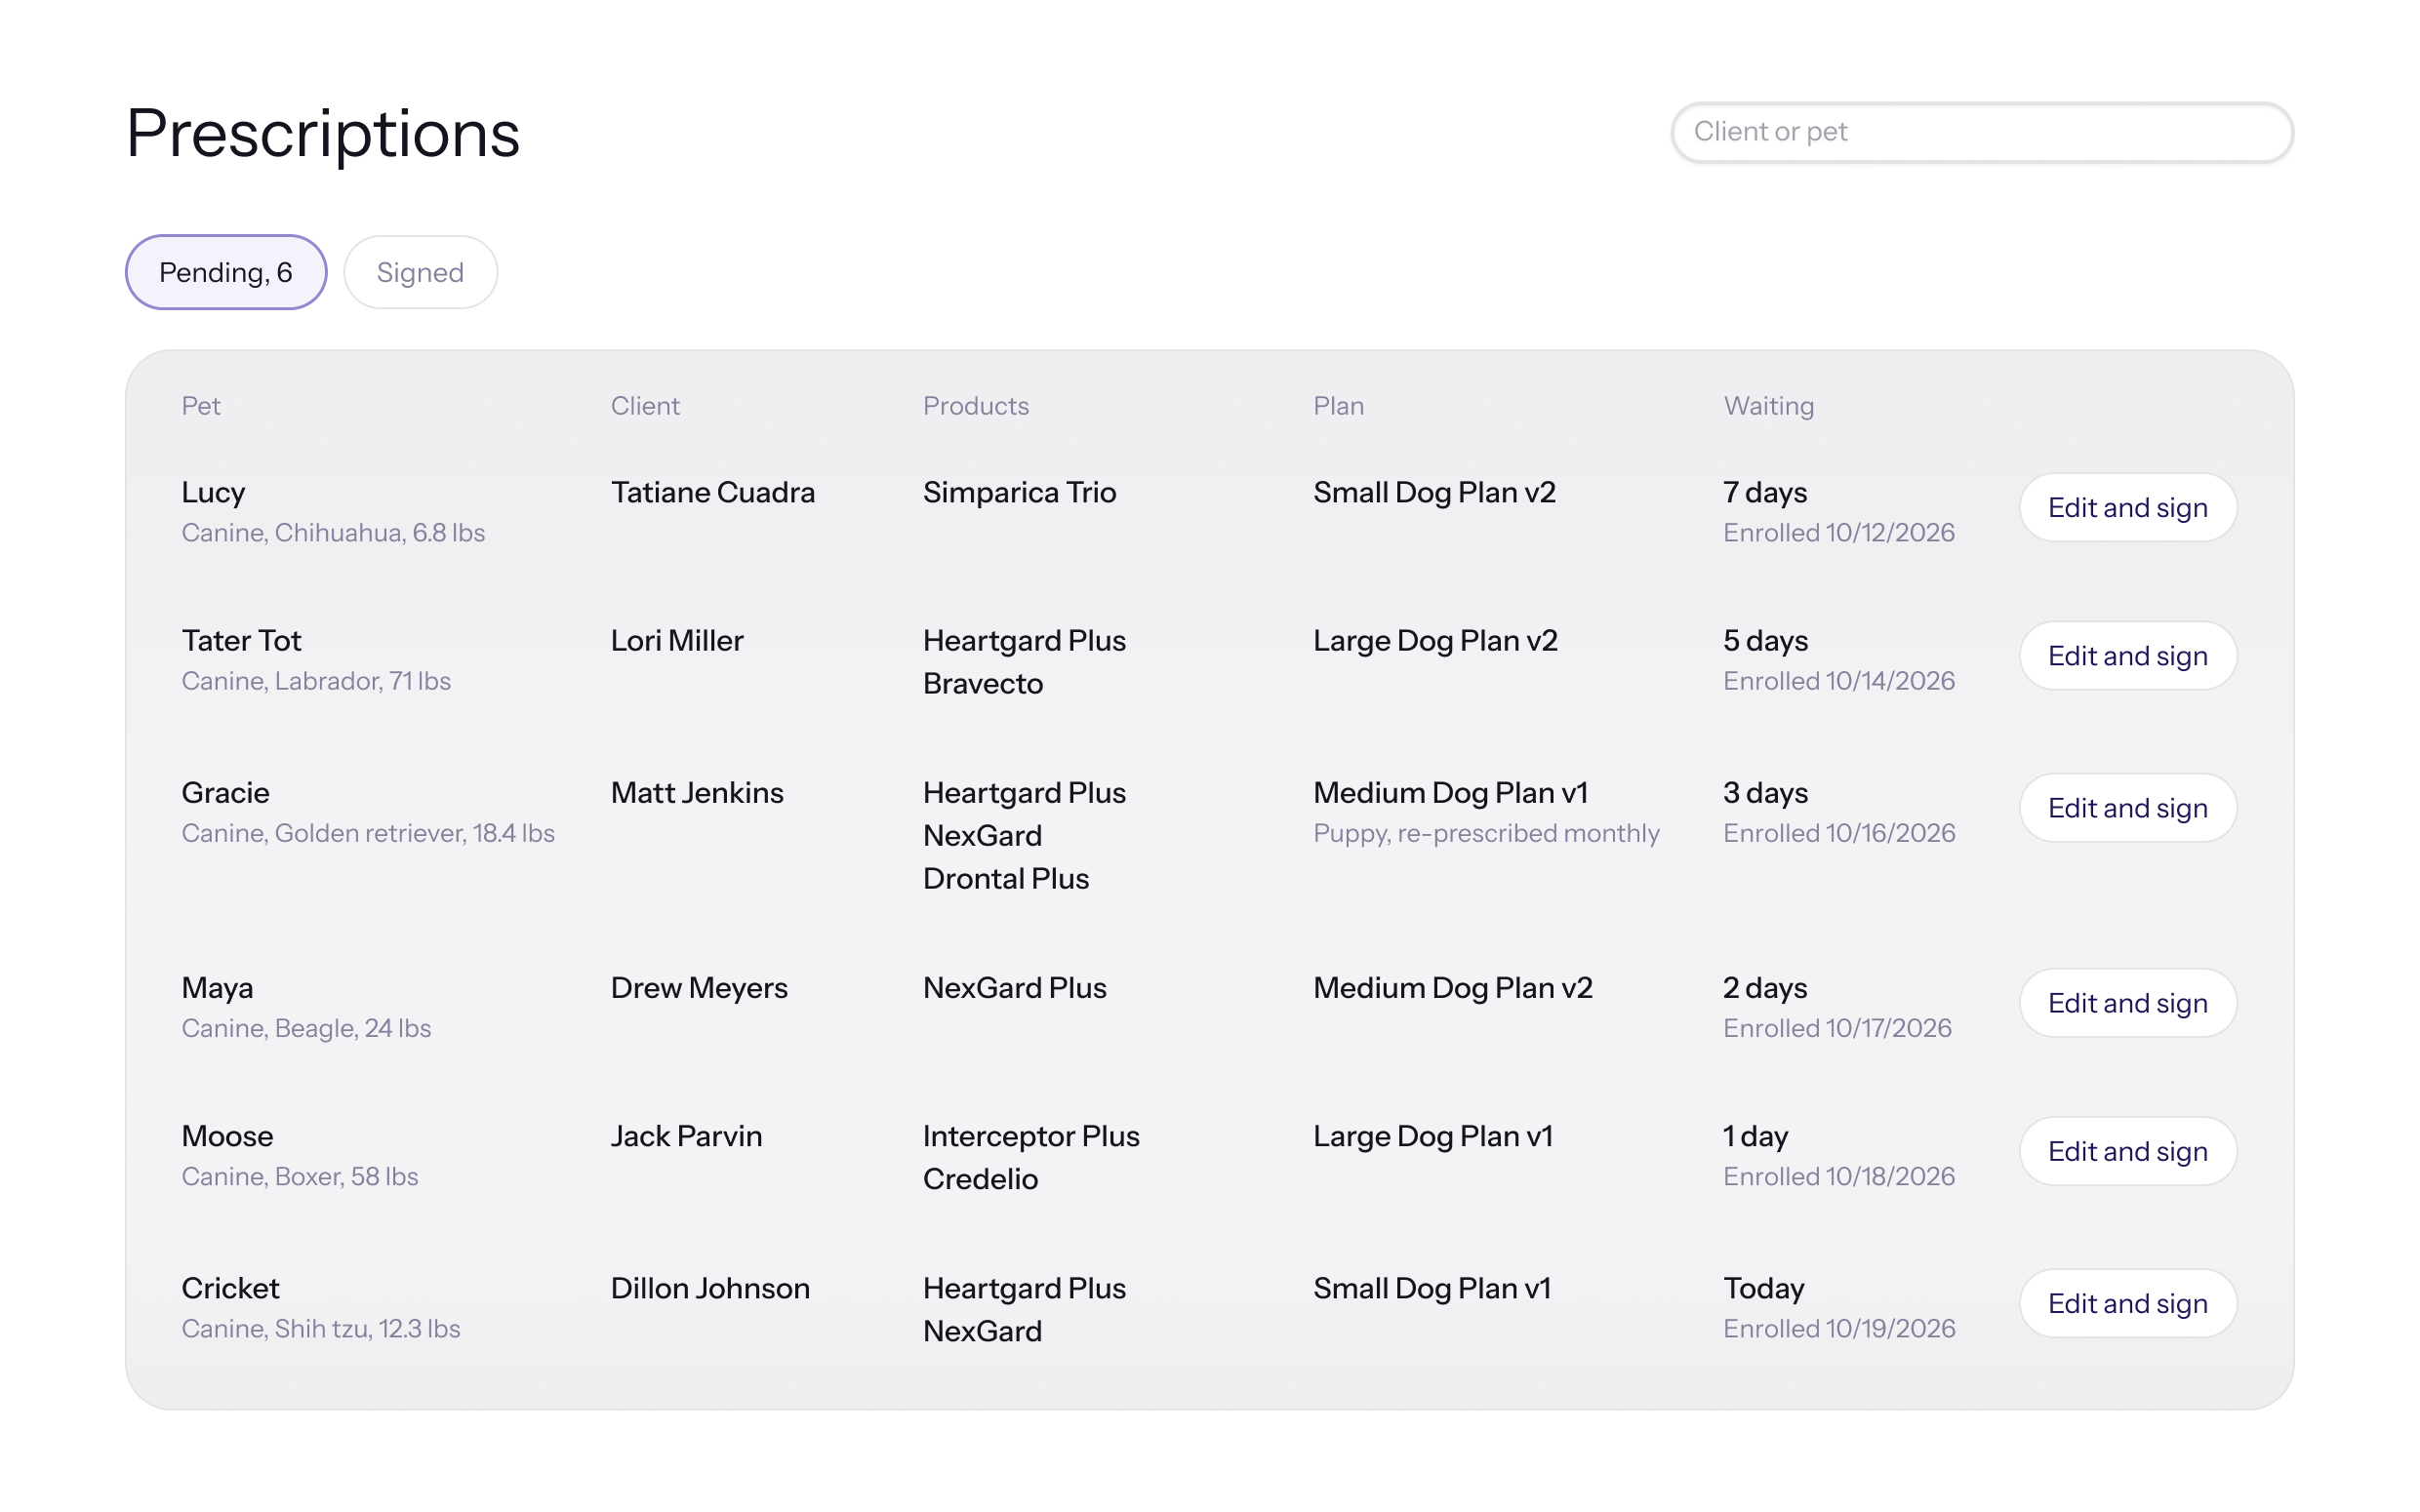 Prescriptions
Client or pet
Pending, 6
Signed
Pet Client Products Plan Waiting
Lucy Tatiane Cuadra Simparica Trio Small Dog Plan v2 7 days Edit and sign
Canine, Chihuahua, 6.8 lbs Enrolled 10/12/2026
Tater Tot Lori Miller Heartgard Plus Large Dog Plan v2 5 days Edit and sign
Canine, Labrador, 71 lbs Bravecto Enrolled 10/14/2026
Gracie Matt Jenkins Heartgard Plus Medium Dog Plan v1 3 days Edit and sign
Canine, Golden retriever, 18.4 lbs NexGard Puppy, re-prescribed monthly Enrolled 10/16/2026
Drontal Plus
Maya Drew Meyers NexGard Plus Medium Dog Plan v2 2 days Edit and sign
Canine, Beagle, 24 lbs Enrolled 10/17/2026
Moose Jack Parvin Interceptor Plus Large Dog Plan v1 1 day Edit and sign
Canine, Boxer, 58 lbs Credelio Enrolled 10/18/2026
Cricket Dillon Johnson Heartgard Plus Small Dog Plan v1 Today Edit and sign
Canine, Shih tzu, 12.3 lbs NexGard Enrolled 10/19/2026